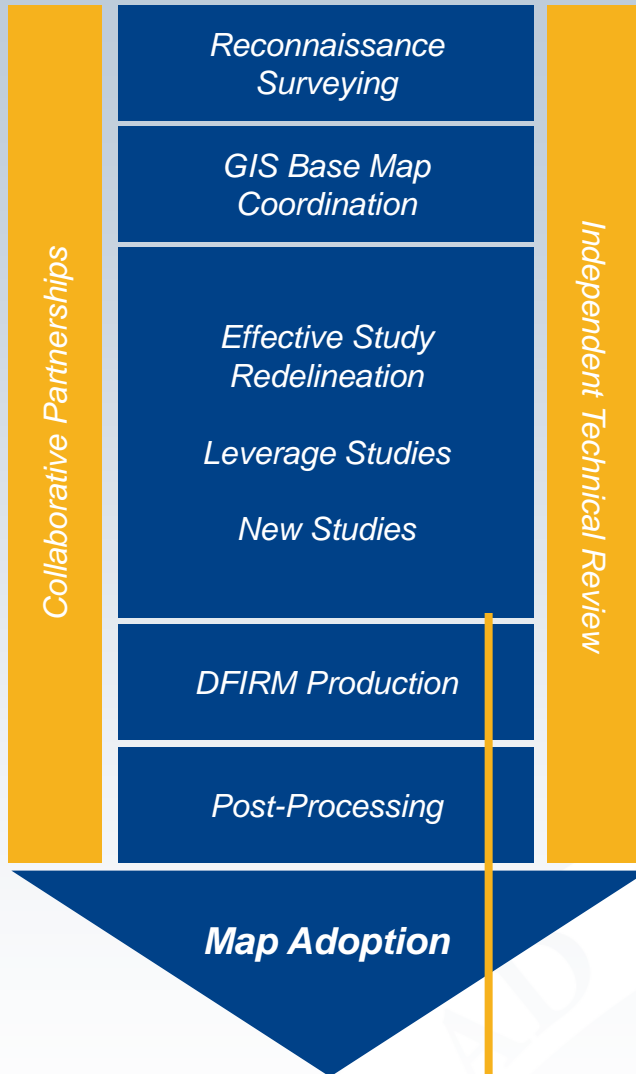 Reconnaissance
Surveying
GIS Base Map
Coordination
Collaborative Partnerships
Independent Technical Review
Effective Study
Redelineation
Leverage Studies
New Studies
DFIRM Production
Post-Processing
Map Adoption